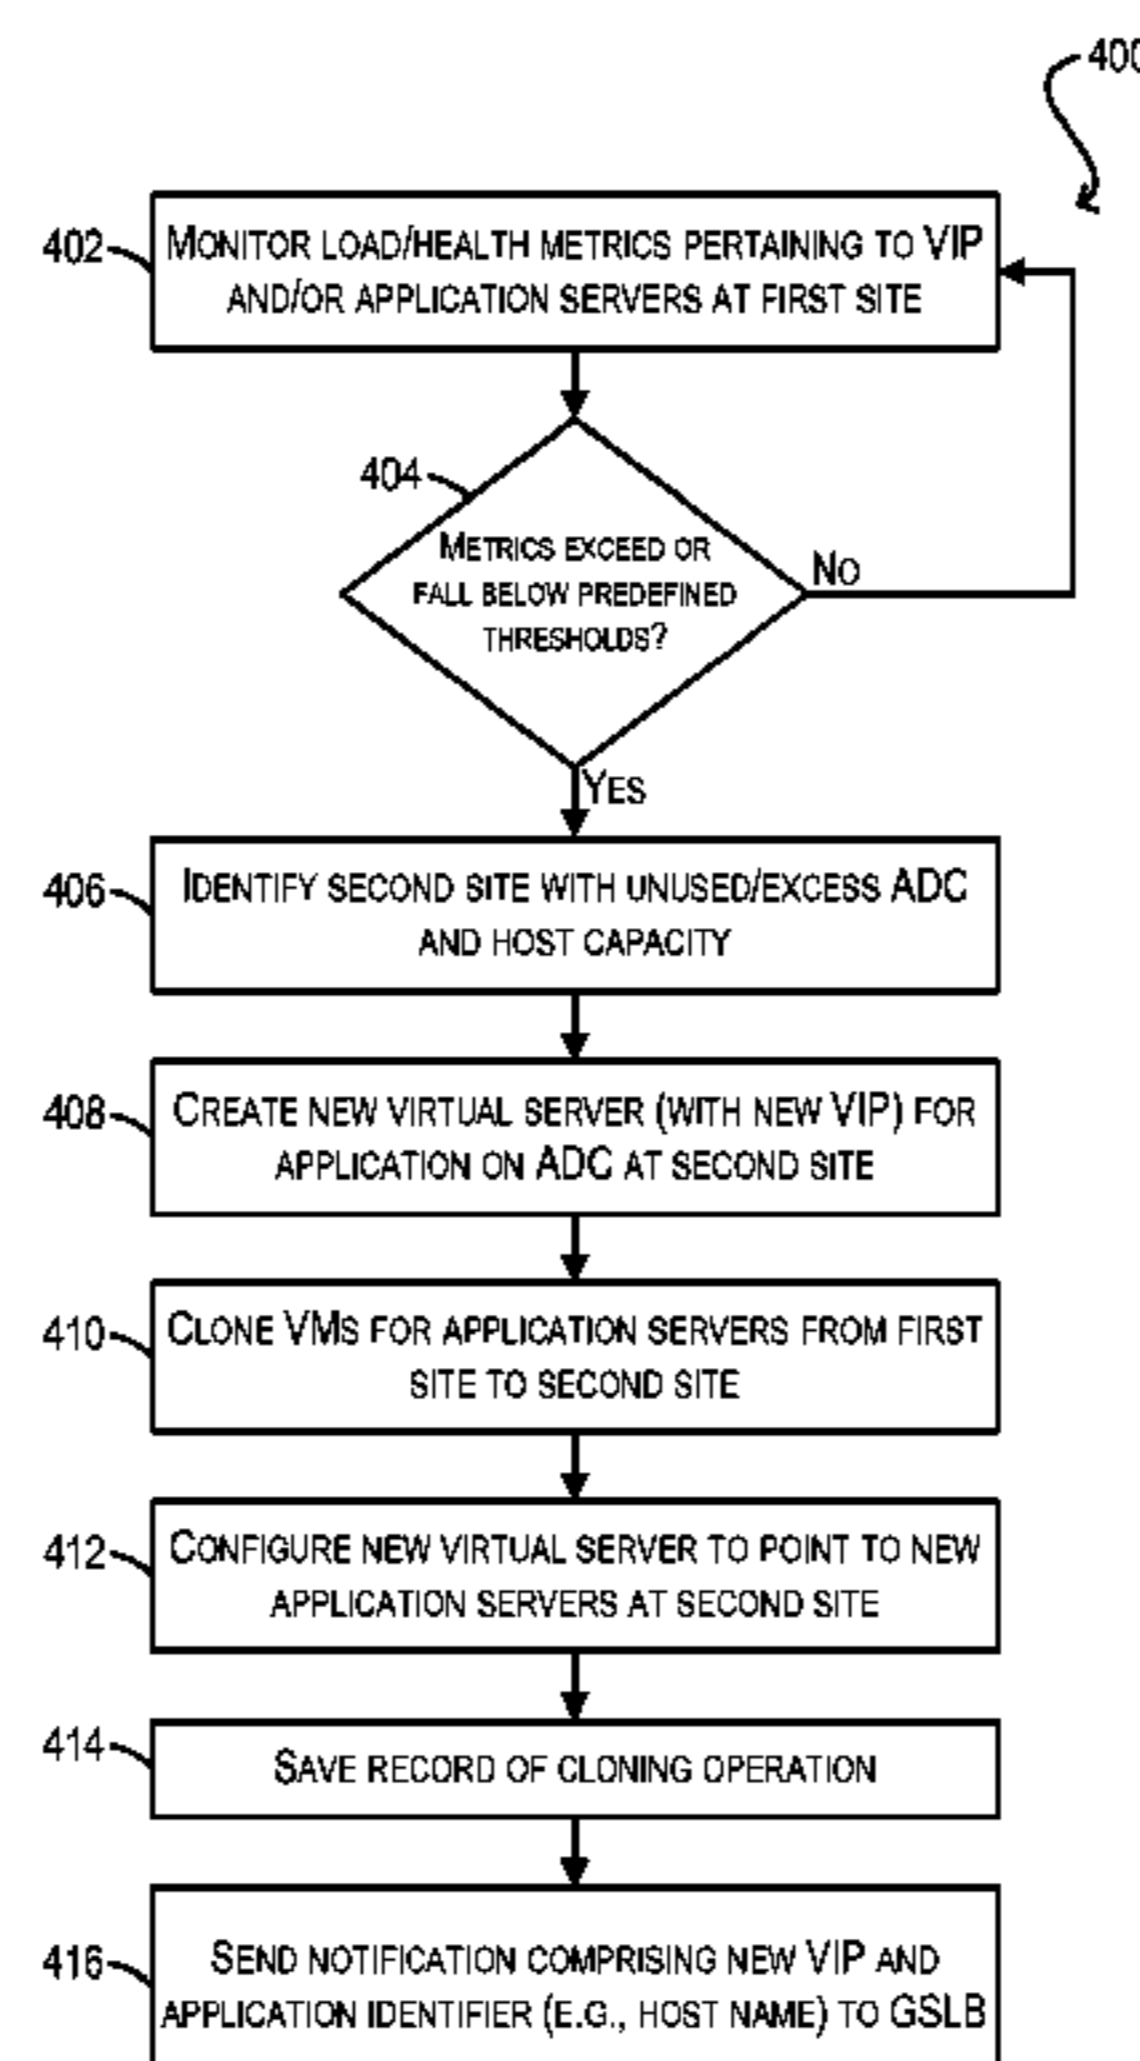 400
402
MONITOR LOAD/HEALTH METRICS PERTAINING TO VIP
AND/OR APPLICATION SERVERS AT FIRST SITE
404
METRICS EXCEED OR
FALL BELOW PREDEFINED
THRESHOLDS?
NO
YES
406
IDENTIFY SECOND SITE WITH UNUSED/EXCESS ADC
AND HOST CAPACITY
408
CREATE NEW VIRTUAL SERVER (WITH NEW VIP) FOR
APPLICATION ON ADC AT SECOND SITE
410
CLONE VMS FOR APPLICATION SERVERS FROM FIRST
SITE TO SECOND SITE
412
CONFIGURE NEW VIRTUAL SERVER TO POINT TO NEW
APPLICATION SERVERS AT SECOND SITE
414
SAVE RECORD OF CLONING OPERATION
416
SEND NOTIFICATION COMPRISING NEW VIP AND
APPLICATION IDENTIFIER (E.G., HOST NAME) TO GSLB